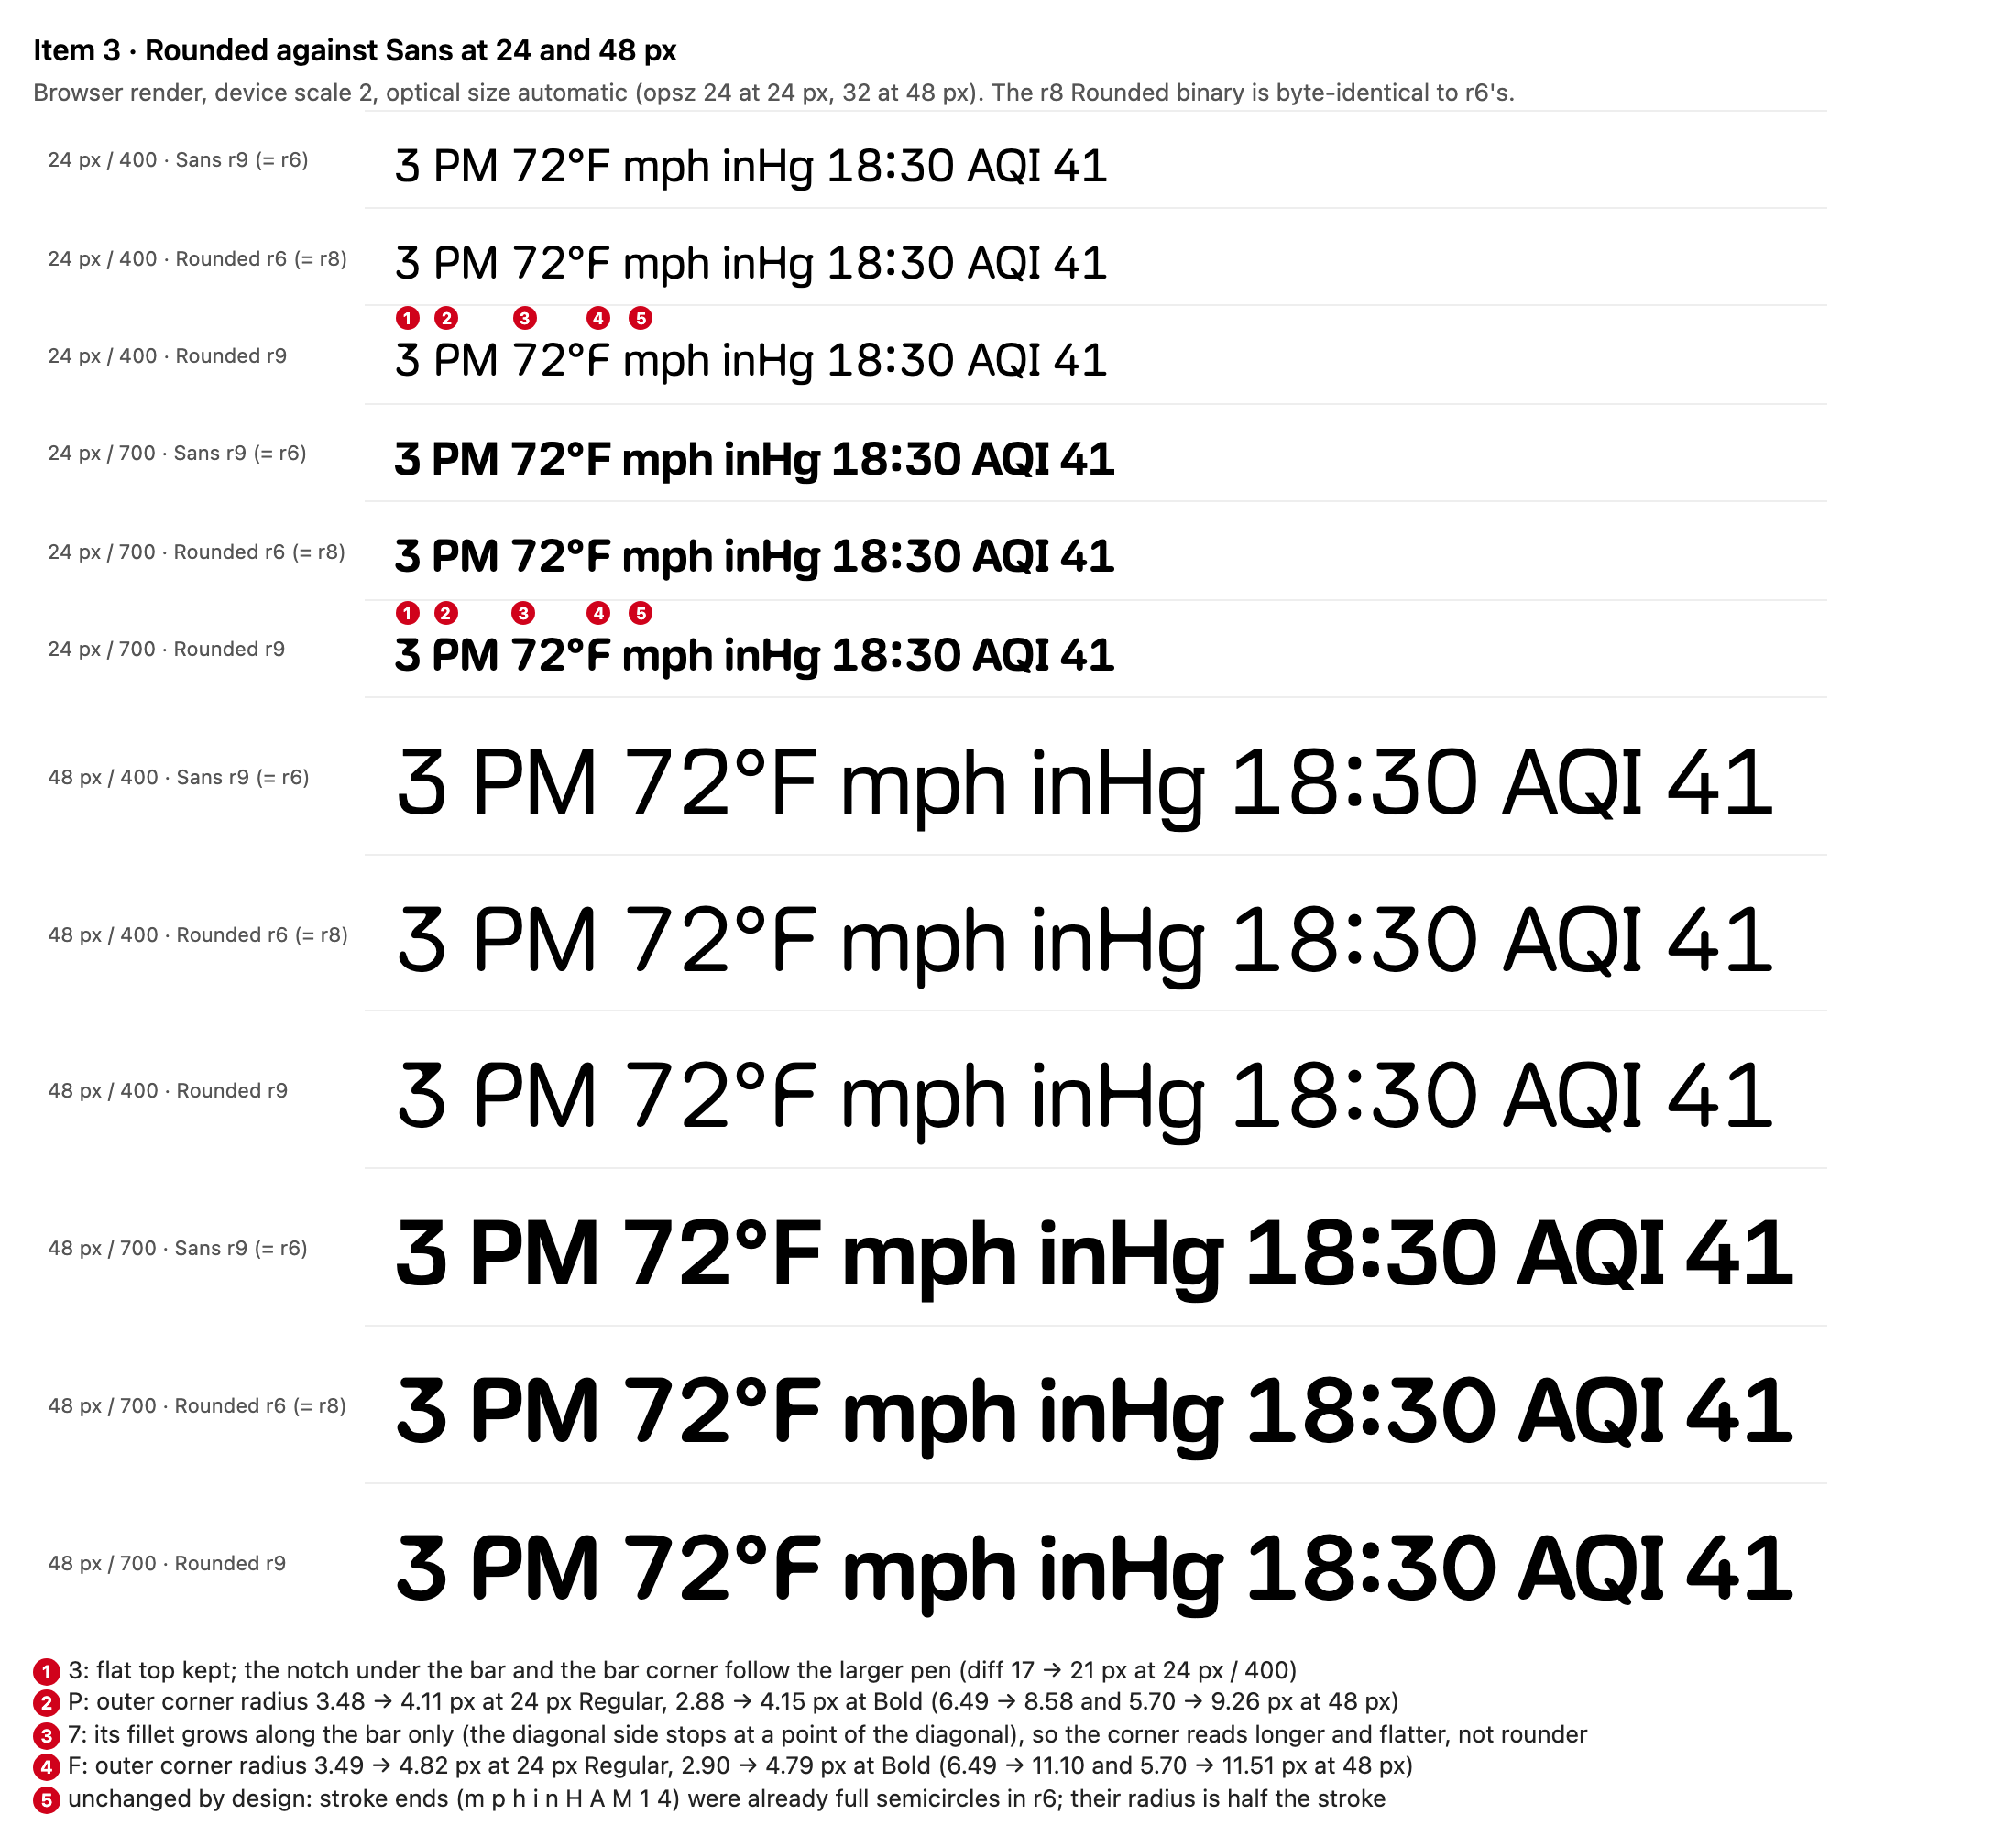 Item 3 · Rounded against Sans at 24 and 48 px
Browser render, device scale 2, optical size automatic (opsz 24 at 24 px, 32 at 48 px). The r8 Rounded binary is byte-identical to r6's.
24 px / 400 · Sans r9 (= r6) 3 PM 72°F mph inHg 18:30 AQI 41
24 px / 400 · Rounded r6 (= r8) 3 PM 72°F mph inHg 18:30 AQI 41
1 2 3 4 5
24 px / 400 · Rounded r9 3 PM 72°F mph inHg 18:30 AQI 41
24 px / 700 · Sans r9 (= r6) 3 PM 72°F mph inHg 18:30 AQI 41
24 px / 700 · Rounded r6 (= r8) 3 PM 72°F mph inHg 18:30 AQI 41
1 2 3 4 5
24 px / 700 · Rounded r9 3 PM 72°F mph inHg 18:30 AQI 41
48 px / 400 · Sans r9 (= r6) 3 PM 72°F mph inHg 18:30 AQI 41
48 px / 400 · Rounded r6 (= r8) 3 PM 72°F mph inHg 18:30 AQI 41
48 px / 400 · Rounded r9 3 PM 72°F mph inHg 18:30 AQI 41
48 px / 700 · Sans r9 (= r6) 3 PM 72°F mph inHg 18:30 AQI 41
48 px / 700 · Rounded r6 (= r8) 3 PM 72°F mph inHg 18:30 AQI 41
48 px / 700 · Rounded r9 3 PM 72°F mph inHg 18:30 AQI 41
1 3: flat top kept; the notch under the bar and the bar corner follow the larger pen (diff 17 → 21 px at 24 px / 400)
2 P: outer corner radius 3.48 → 4.11 px at 24 px Regular, 2.88 → 4.15 px at Bold (6.49 → 8.58 and 5.70 → 9.26 px at 48 px)
3 7: its fillet grows along the bar only (the diagonal side stops at a point of the diagonal), so the corner reads longer and flatter, not rounder
4 F: outer corner radius 3.49 → 4.82 px at 24 px Regular, 2.90 → 4.79 px at Bold (6.49 → 11.10 and 5.70 → 11.51 px at 48 px)
5 unchanged by design: stroke ends (m p h i n H A M 1 4) were already full semicircles in r6; their radius is half the stroke